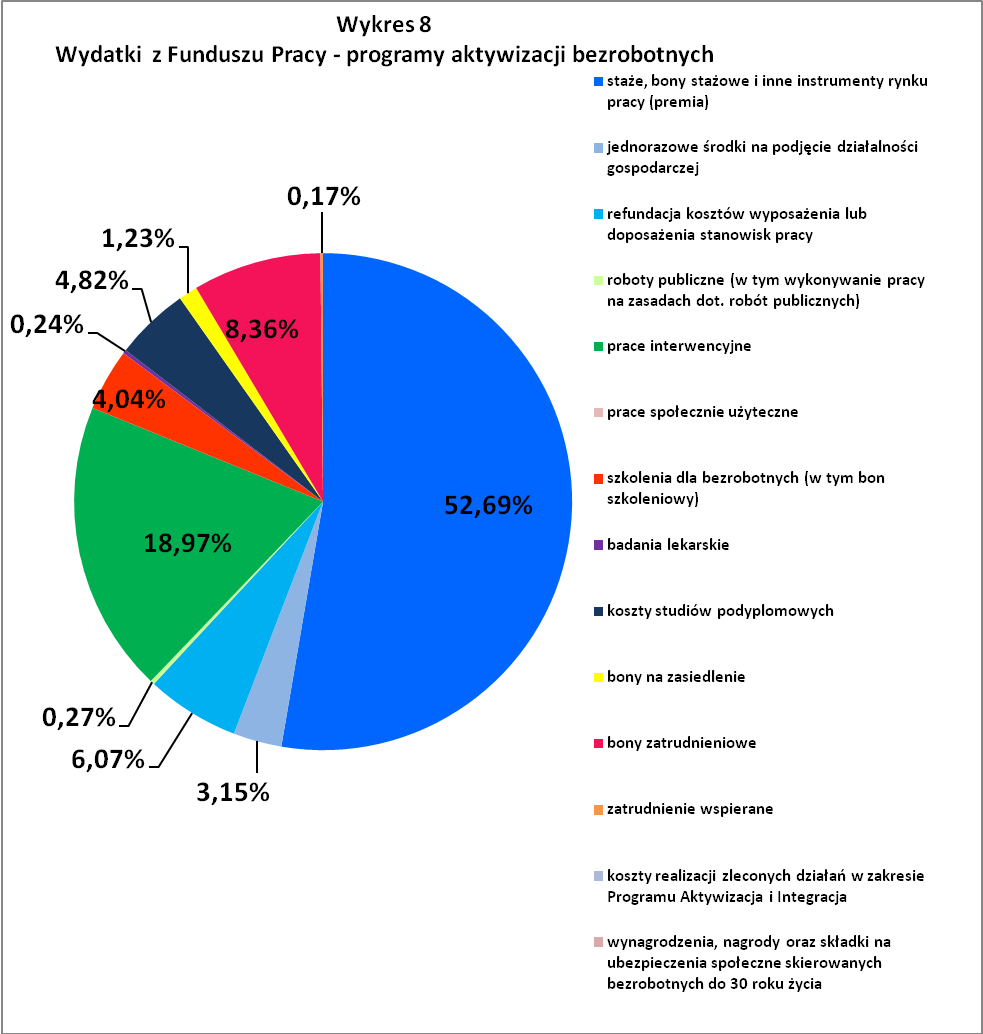 Wykres 8
Wydatki z Funduszu Pracy - programy aktywizacji bezrobotnych
staże, bony stażowe i inne instrumenty rynku
pracy (premia)
jednorazowe środki na podjęcie działalności
gospodarczej
refundacja kosztów wyposażenia lub
doposażenia stanowisk pracy
roboty publiczne (w tym wykonywanie pracy
na zasadach dot. robót publicznych)
prace interwencyjne
prace społecznie użyteczne
szkolenia dla bezrobotnych (w tym bon
szkoleniowy)
badania lekarskie
koszty studiów podyplomowych
bony na zasiedlenie
bony zatrudnieniowe
zatrudnienie wspierane
koszty realizacji zleconych działań w zakresie
Programu Aktywizacja i Integracja
wynagrodzenia, nagrody oraz składki na
ubezpieczenia społeczne skierowanych
bezrobotnych do 30 roku życia
0,17%
1,23%
4,82%
0,24%
8,36%
4,04%
52,69%
18,97%
0,27%
6,07%
3,15%